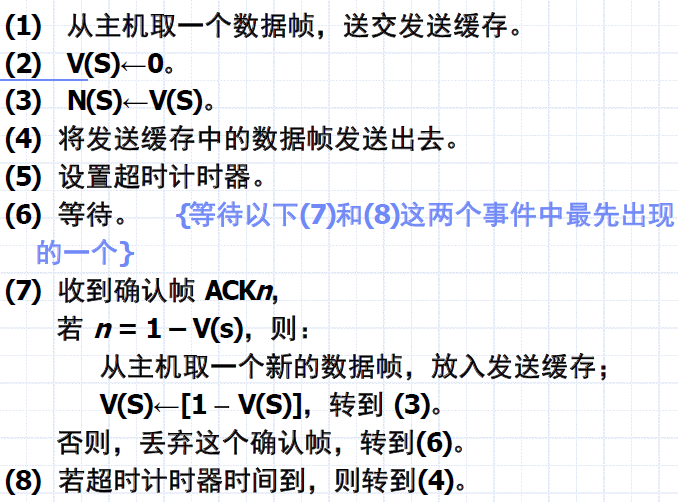 (1) 从主机取一个数据帧，送交发送缓存。
(2) V(S)←0。
(3) N(S)←V(S)。
(4) 将发送缓存中的数据帧发送出去。
(5) 设置超时计时器。
(6) 等待。 {等待以下(7)和(8)这两个事件中最先出现
的一个}
(7) 收到确认帧 ACKn,
若 n = 1 – V(s)，则：
从主机取一个新的数据帧，放入发送缓存；
V(S)←[1 – V(S)]，转到 (3)。
否则，丢弃这个确认帧，转到(6)。
(8) 若超时计时器时间到，则转到(4)。